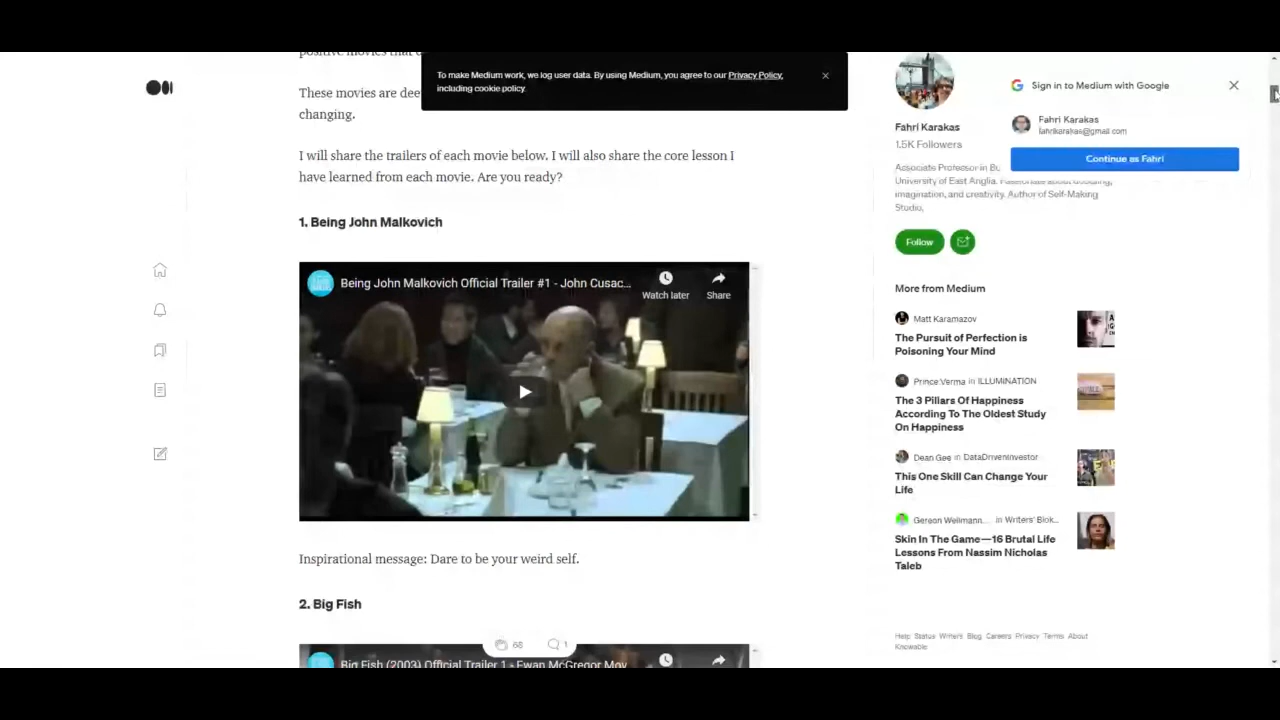 To make Medium work, we log user data. By using Medium, you agree to our Privacy Policy,
including cookie policy.
These movies are dee
changing.
I will share the trailers of each movie below. I will also share the core lesson I
have learned from each movie. Are you ready?
1. Being John Malkovich
Being John Malkovich Official Trailer #1 - John Cusac...
Watch later
Share
Inspirational message: Dare to be your weird self.
2. Big Fish
68
1
Big Fish (2003) Official Trailer 1 - Ewan McGregor Mov
Sign in to Medium with Google
Fahri Karakas
fahrikarakas@gmail.com
Continue as Fahri
Fahri Karakas
1.5K Followers
Associate Professor in Bu
University of East Anglia.
imagination, and creativity. Author of Self-Making
Studio,
Follow
More from Medium
Matt Karamazov
The Pursuit of Perfection is
Poisoning Your Mind
Prince Verma in ILLUMINATION
The 3 Pillars Of Happiness
According To The Oldest Study
On Happiness
Dean Gee in DataDrivenInvestor
This One Skill Can Change Your
Life
Gereon Wellmann... in Writers' Blok...
Skin In The Game—16 Brutal Life
Lessons From Nassim Nicholas
Taleb
Help Status Writers Blog Careers Privacy Terms About
Knowable